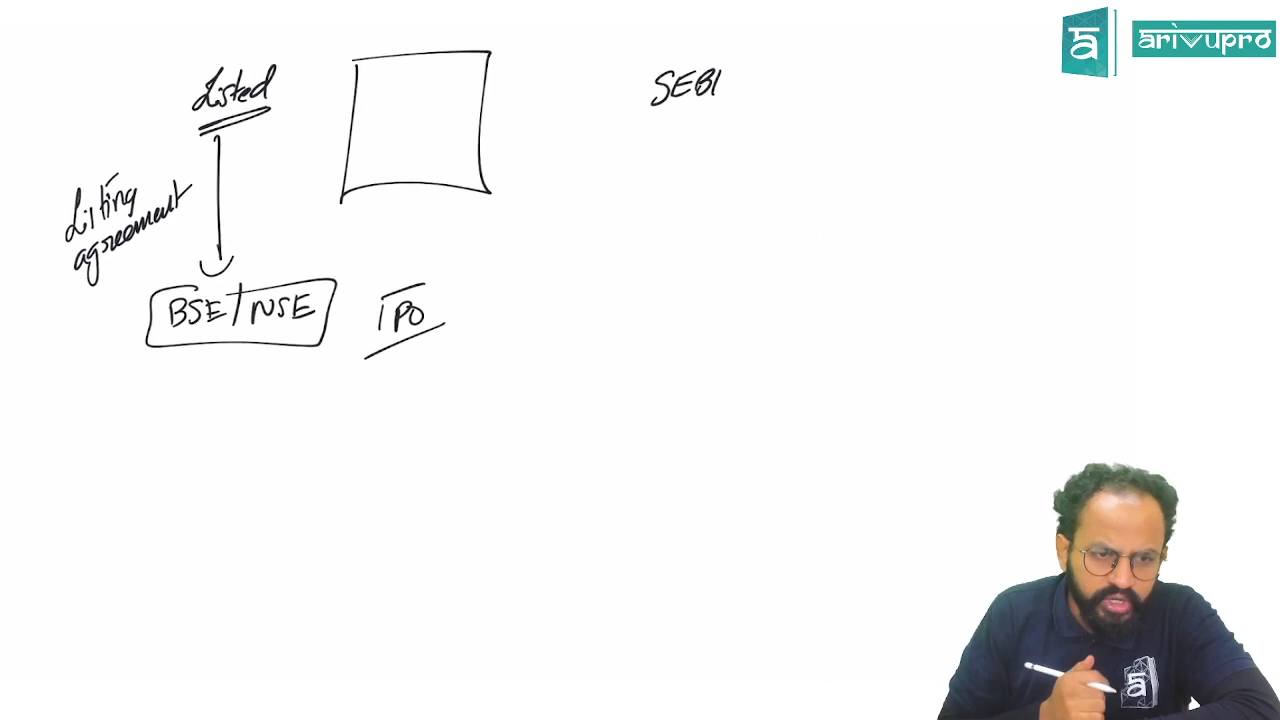 arivupro
Listed
SEBI
Listing
agreement
BSE/NSE
IPO